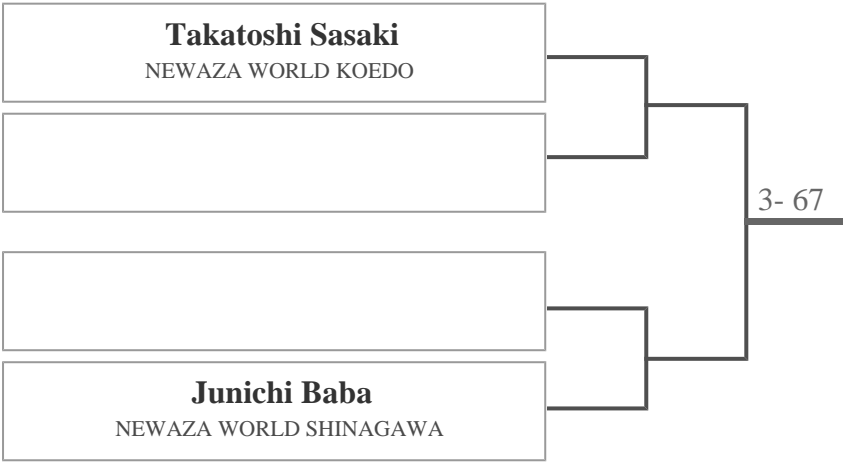 Takatoshi Sasaki
NEWAZA WORLD KOEDO
3- 67
Junichi Baba
NEWAZA WORLD SHINAGAWA